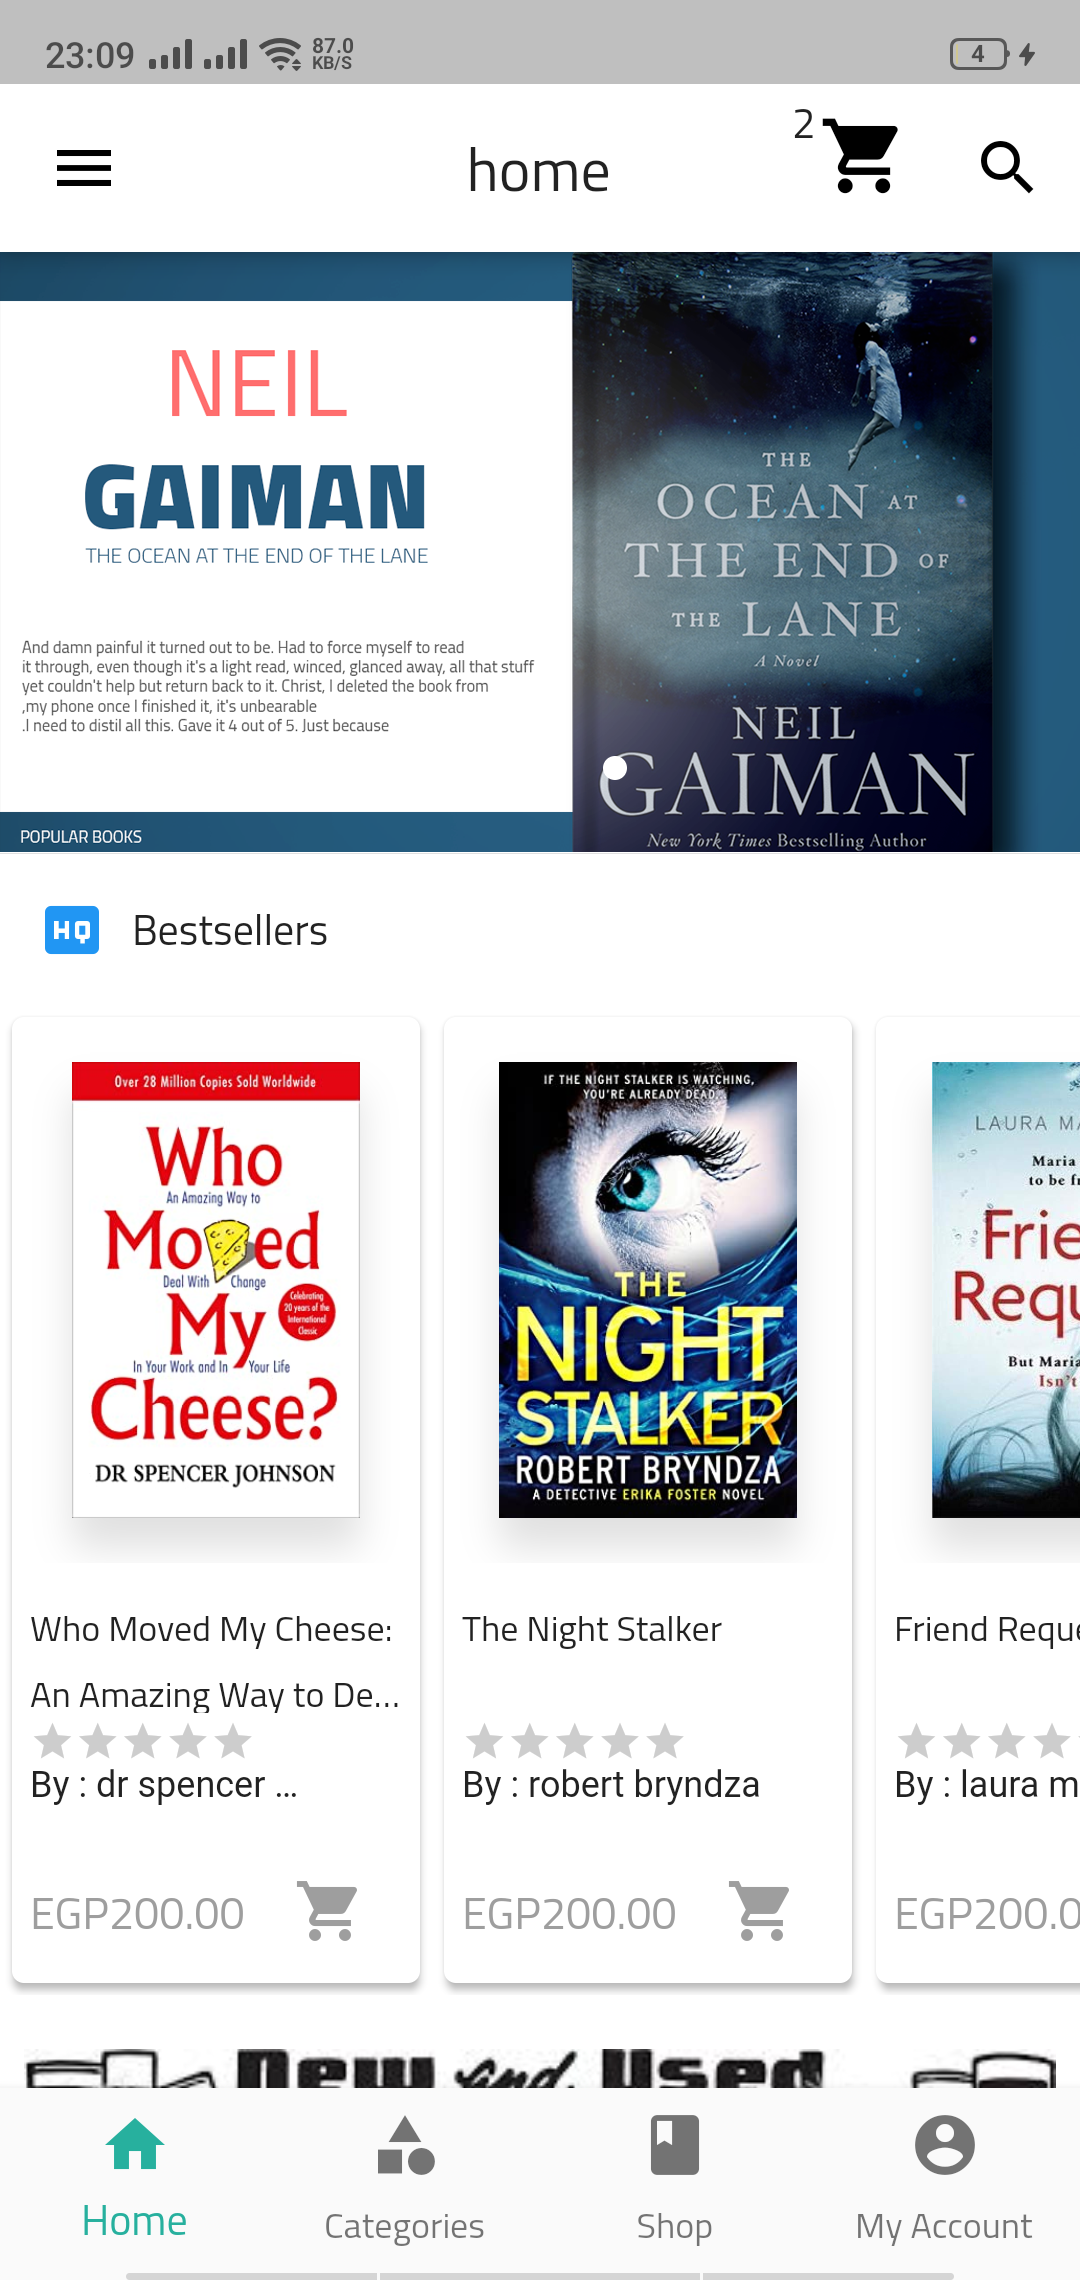 23:09
87.0
KB/S
4
home
2
NEIL
GAIMAN
THE OCEAN AT THE END OF THE LANE
And damn painful it turned out to be. Had to force myself to read
it through, even though it's a light read, winced, glanced away, all that stuff
yet couldn't help but return back to it. Christ, I deleted the book from
,my phone once I finished it, it's unbearable
.I need to distil all this. Gave it 4 out of 5. Just because
POPULAR BOOKS
THE
OCEAN AT
THE END OF
THE LANE
A Novel
NEIL
GAIMAN
New York Times Bestselling Author
HQ
Bestsellers
Over 28 Million Copies Sold Worldwide
Who
An Amazing Way to
Moved
Deal With Change
My
Celebrating
20 years of the
International
Classic
In Your Work and In Your Life
Cheese?
DR SPENCER JOHNSON
IF THE NIGHT STALKER IS WATCHING,
YOU'RE ALREADY DEAD...
THE
NIGHT
STALKER
ROBERT BRYNDZA
A DETECTIVE ERIKA FOSTER NOVEL
LAURA MA
Maria
to be fr
Frie
Requ
But Maria
Isn't
Who Moved My Cheese:
An Amazing Way to De...
By : dr spencer ...
EGP200.00
The Night Stalker
By : robert bryndza
EGP200.00
Friend Reque
By : laura m
EGP200.0
New and Used
Home
Categories
Shop
My Account